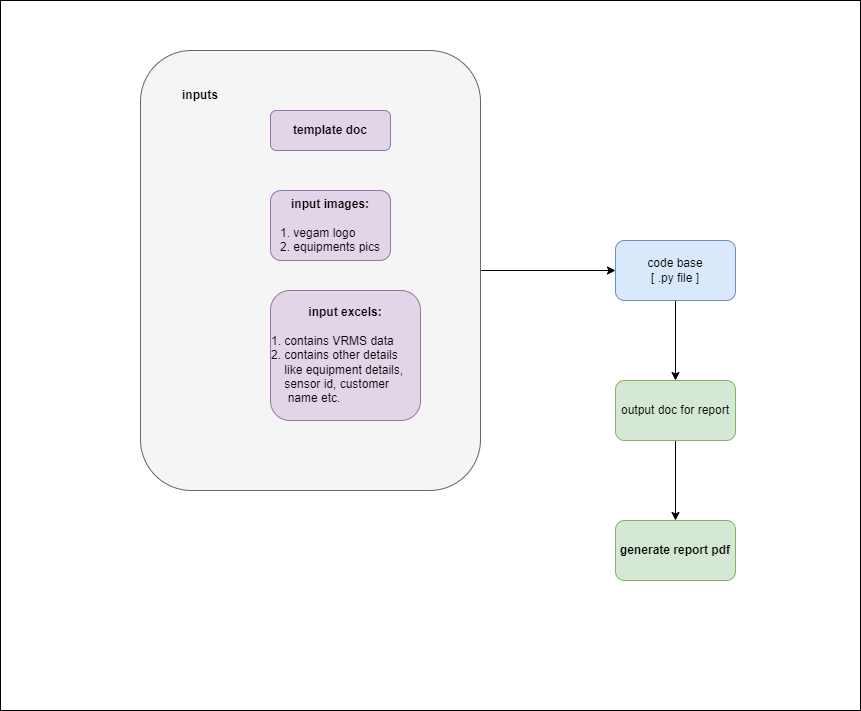 inputs
template doc
input images:
1. vegam logo
2. equipments pics
input excels:
1. contains VRMS data
2. contains other details
like equipment details,
sensor id, customer
name etc.
code base
[ .py file ]
output doc for report
generate report pdf